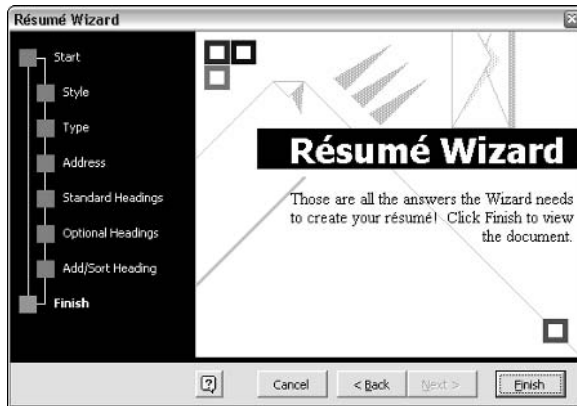 Résumé Wizard
Start
Style
Type
Address
Standard Headings
Optional Headings
Add/Sort Heading
Finish
Résumé Wizard
Those are all the answers the Wizard needs
to create your résumé! Click Finish to view
the document.
?
Cancel
< Back
Next >
Finish